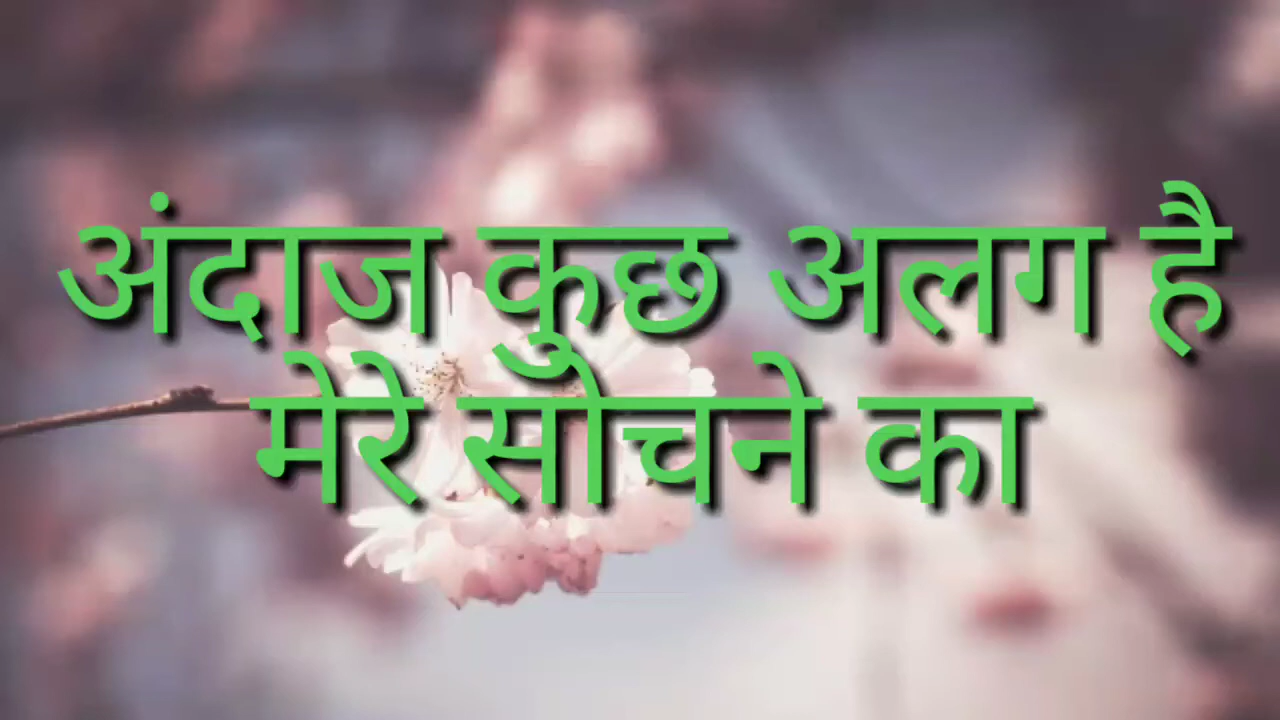 अंदाज कुछ अलग है
मेरे सोचने का